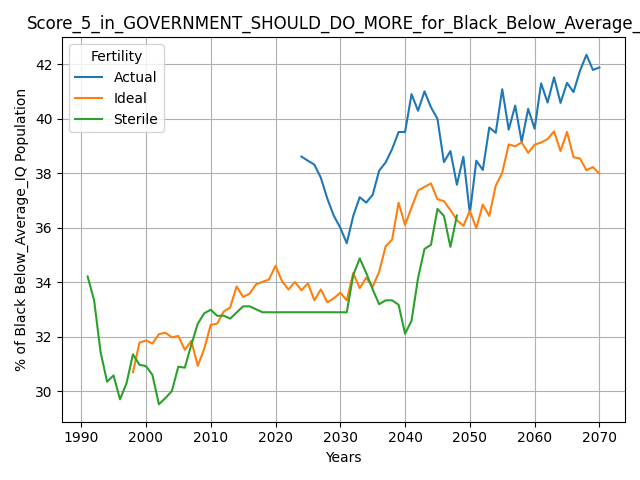 Score_5_in_GOVERNMENT_SHOULD_DO_MORE_for_Black_Below_Average_
Fertility
Actual
Ideal
Sterile
42
40
38
36
34
32
30
% of Black Below_Average_IQ Population
1990 2000 2010 2020 2030 2040 2050 2060 2070
Years